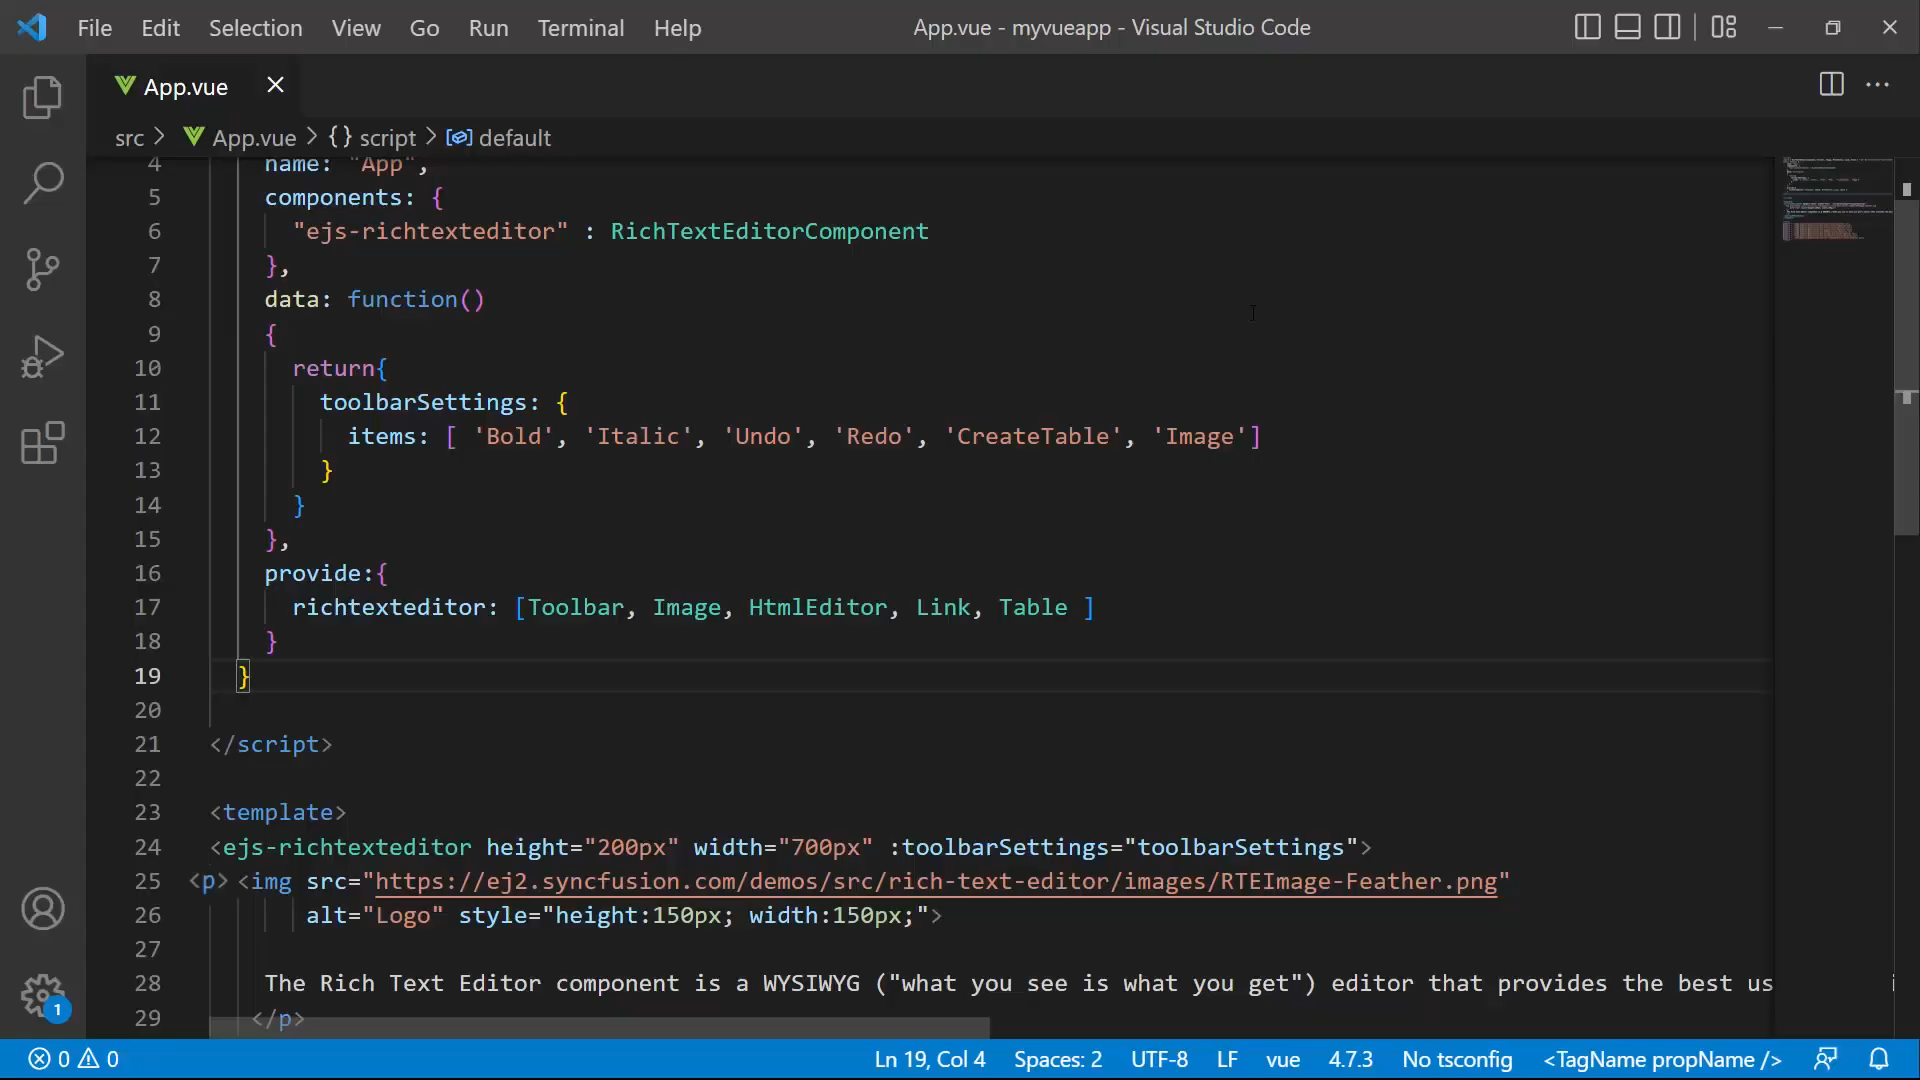 File Edit Selection View Go Run Terminal Help App.vue - myvueapp - Visual Studio Code
App.vue
src > App.vue > {} script > default
4 name: "App",
5 components: {
6 "ejs-richtexteditor" : RichTextEditorComponent
7 },
8 data: function()
9 {
10 return{
11 toolbarSettings: {
12 items: [ 'Bold', 'Italic', 'Undo', 'Redo', 'CreateTable', 'Image']
13 }
14 }
15 },
16 provide:{
17 richtexteditor: [Toolbar, Image, HtmlEditor, Link, Table ]
18 }
19 }
20
21 </script>
22
23 <template>
24 <ejs-richtexteditor height="200px" width="700px" :toolbarSettings="toolbarSettings">
25 <p> <img src="https://ej2.syncfusion.com/demos/src/rich-text-editor/images/RTEImage-Feather.png"
26 alt="Logo" style="height:150px; width:150px;">
27
28 The Rich Text Editor component is a WYSIWYG ("what you see is what you get") editor that provides the best us
29 </p>
1
0 0 Ln 19, Col 4 Spaces: 2 UTF-8 LF vue 4.7.3 No tsconfig <TagName propName />